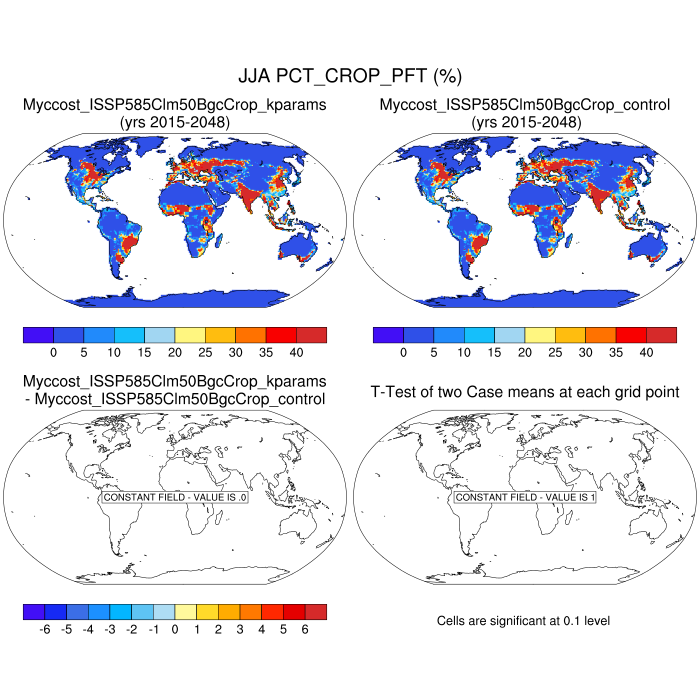 JJA PCT_CROP_PFT (%)
Myccost_ISSP585Clm50BgcCrop_kparams
(yrs 2015-2048)
Myccost_ISSP585Clm50BgcCrop_control
(yrs 2015-2048)
0 5 10 15 20 25 30 35 40
0 5 10 15 20 25 30 35 40
Myccost_ISSP585Clm50BgcCrop_kparams
- Myccost_ISSP585Clm50BgcCrop_control
T-Test of two Case means at each grid point
CONSTANT FIELD - VALUE IS .0
CONSTANT FIELD - VALUE IS 1
-6 -5 -4 -3 -2 -1 0 1 2 3 4 5 6
Cells are significant at 0.1 level